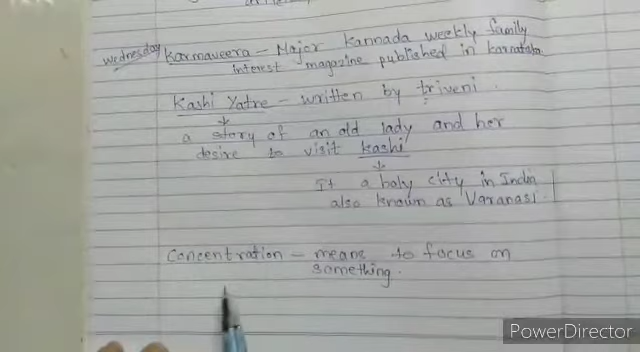 wednesday Karmaveera - Major Kannada weekly family
interest magazine published in karnataka
Kashi Yatre - written by triveni.
a story of an old lady and her
desire to visit kashi
It a holy city in India
also known as Varanasi.
Concentration - means to focus on
something.
PowerDirector